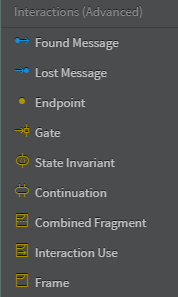 Interactions (Advanced)
Found Message
Lost Message
Endpoint
Gate
State Invariant
Continuation
Combined Fragment
Interaction Use
Frame